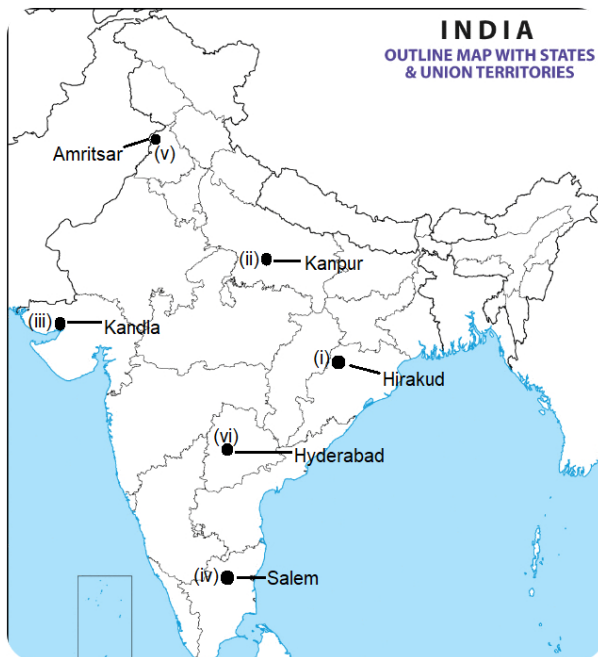 INDIA
OUTLINE MAP WITH STATES
& UNION TERRITORIES
Amritsar
(v)
(ii)
Kanpur
(iii)
Kandla
(i)
Hirakud
(vi)
Hyderabad
(iv)
Salem